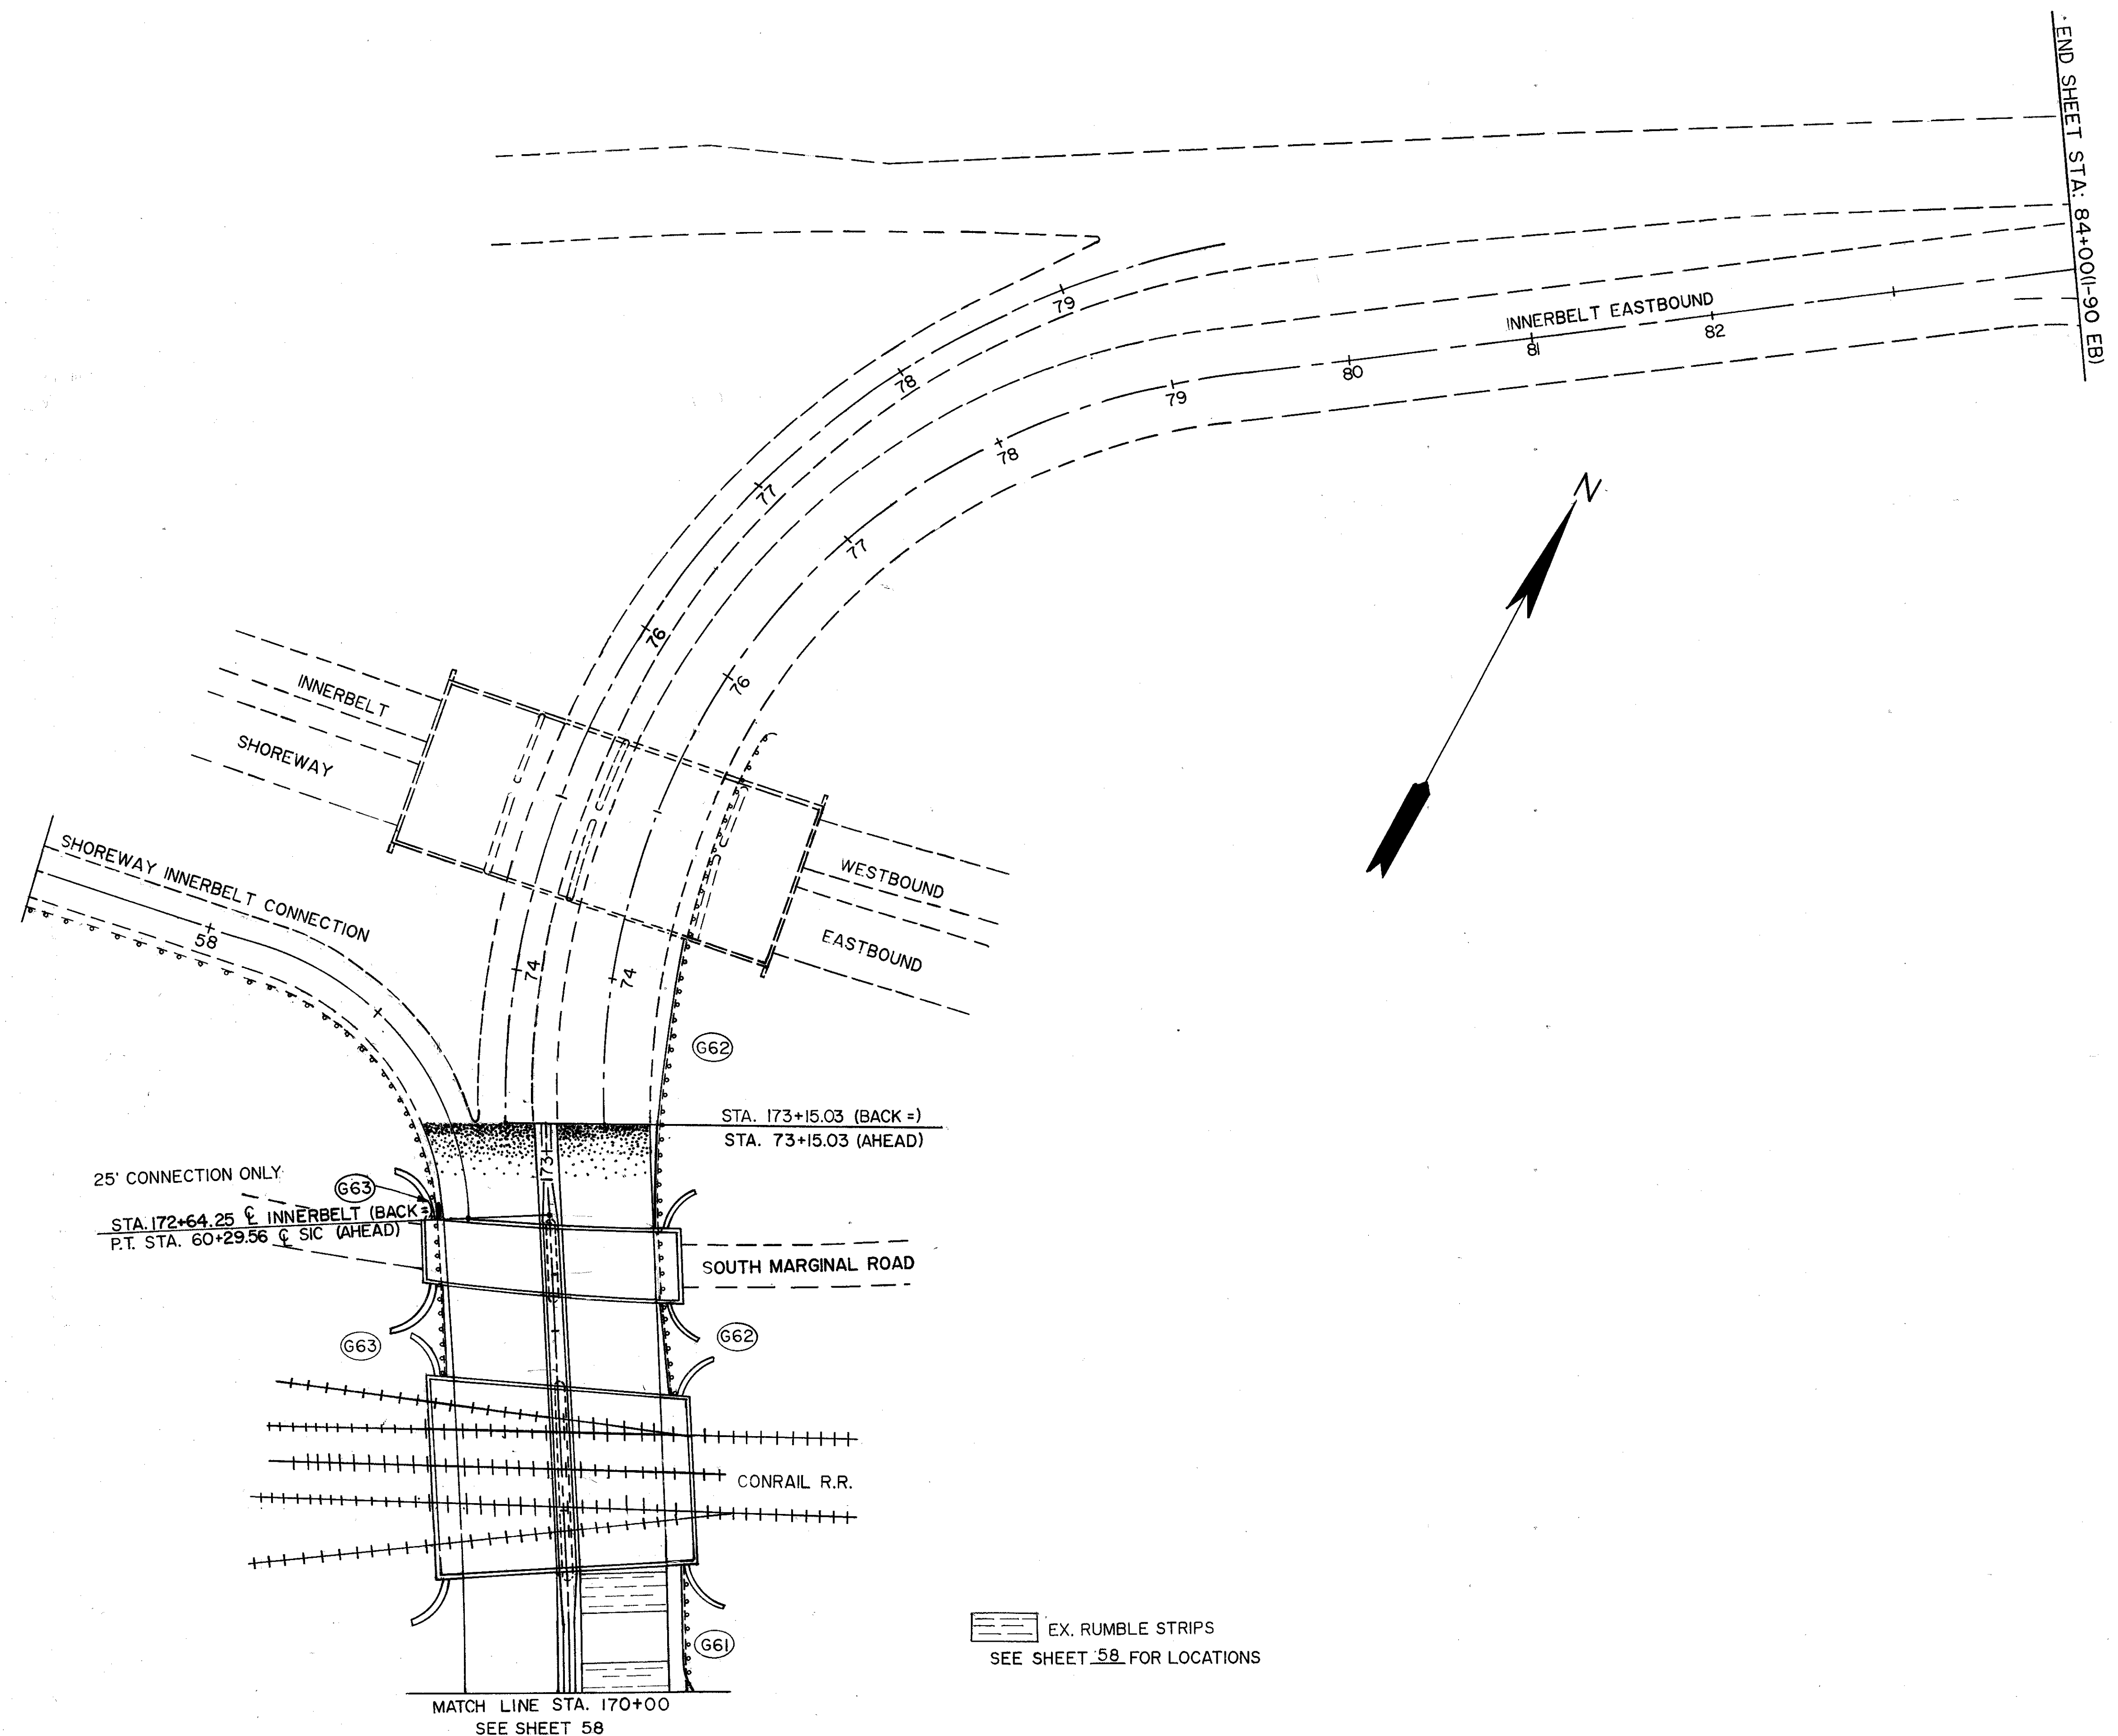 END SHEET STA: 84+00(I-90 EB)
79
INNERBELT EASTBOUND
82
81
80
78
79
78
77
77
N
76
76
INNERBELT
SHOREWAY
SHOREWAY INNERBELT CONNECTION
58
WESTBOUND
EASTBOUND
74
74
G62
STA. 173+15.03 (BACK =)
STA. 73+15.03 (AHEAD)
173
25' CONNECTION ONLY
G63
STA. 172+64.25 ℄ INNERBELT (BACK =
P.T. STA. 60+29.56 ℄ SIC (AHEAD)
SOUTH MARGINAL ROAD
G63
G62
CONRAIL R.R.
G61
EX. RUMBLE STRIPS
SEE SHEET 58 FOR LOCATIONS
MATCH LINE STA. 170+00
SEE SHEET 58